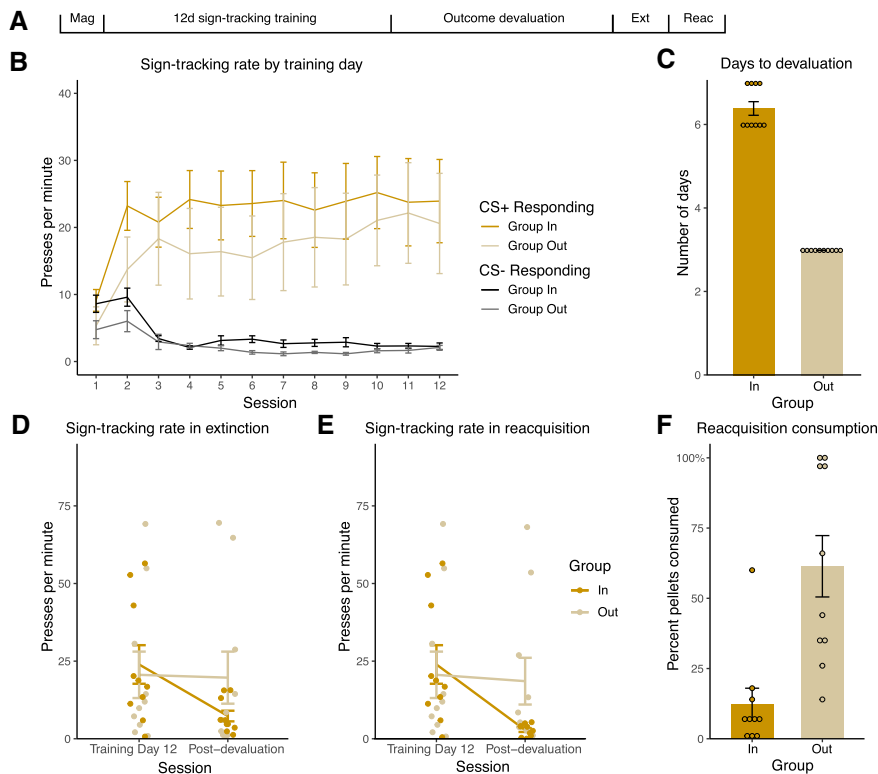 A
Mag
12d sign-tracking training
Outcome devaluation
Ext
Reac
B
Sign-tracking rate by training day
Presses per minute
40
30
20
10
0
1 2 3 4 5 6 7 8 9 10 11 12
Session
CS+ Responding
Group In
Group Out
CS- Responding
Group In
Group Out
C
Days to devaluation
Number of days
6
4
2
0
In Out
Group
D
Sign-tracking rate in extinction
Presses per minute
75
50
25
0
Training Day 12 Post–devaluation
Session
E
Sign-tracking rate in reacquisition
Presses per minute
75
50
25
0
Training Day 12 Post–devaluation
Session
Group
In
Out
F
Reacquisition consumption
Percent pellets consumed
100%
75
50
25
0
In Out
Group